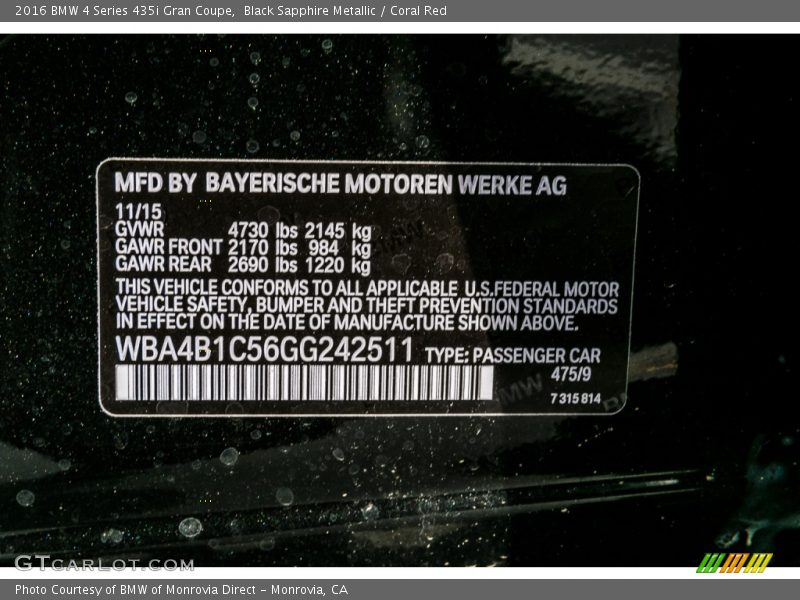 2016 BMW 4 Series 435i Gran Coupe, Black Sapphire Metallic / Coral Red
MFD BY BAYERISCHE MOTOREN WERKE AG
11/15
GVWR 4730 lbs 2145 kg
GAWR FRONT 2170 lbs 984 kg
GAWR REAR 2690 lbs 1220 kg
THIS VEHICLE CONFORMS TO ALL APPLICABLE U.S.FEDERAL MOTOR
VEHICLE SAFETY, BUMPER AND THEFT PREVENTION STANDARDS
IN EFFECT ON THE DATE OF MANUFACTURE SHOWN ABOVE.
WBA4B1C56GG242511 TYPE: PASSENGER CAR
475/9
7 315 814
GTCARLOT.COM
Photo Courtesy of BMW of Monrovia Direct - Monrovia, CA